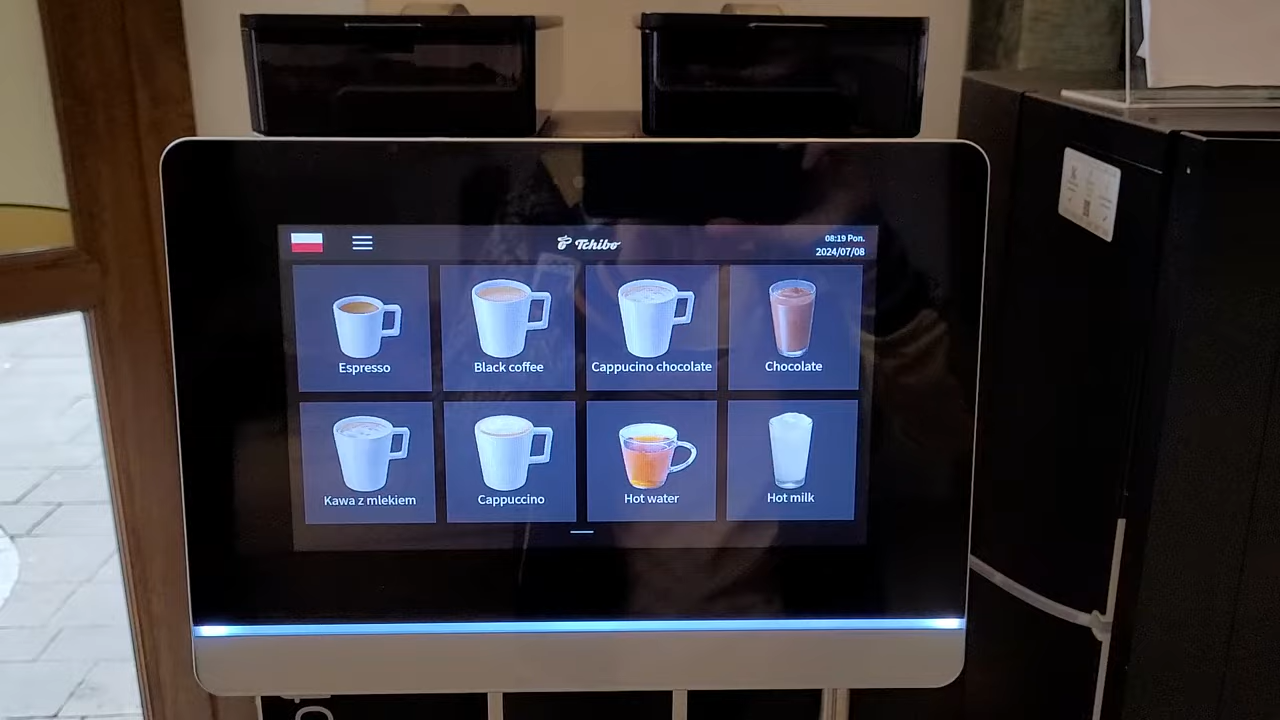 Tchibo
08:19 Pon.
2024/07/08
Espresso
Black coffee
Cappucino chocolate
Chocolate
Kawa z mlekiem
Cappuccino
Hot water
Hot milk